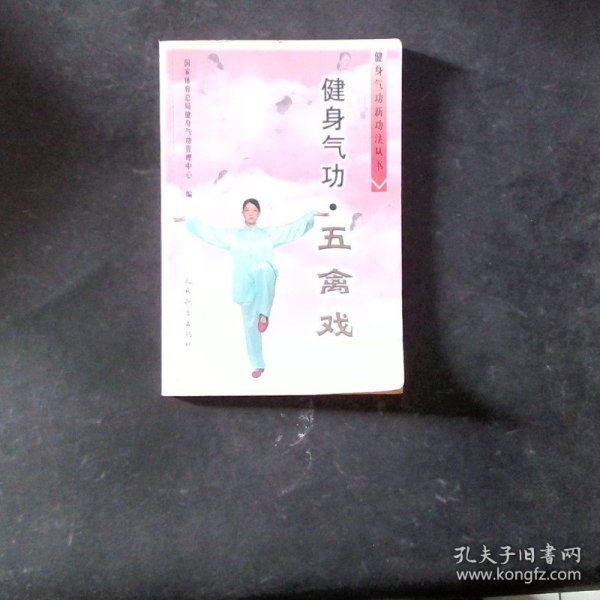 健身气功新功法丛书
健身气功·五禽戏
国家体育总局健身气功管理中心 编
人民体育出版社
孔夫子旧书网
www.kongfz.com